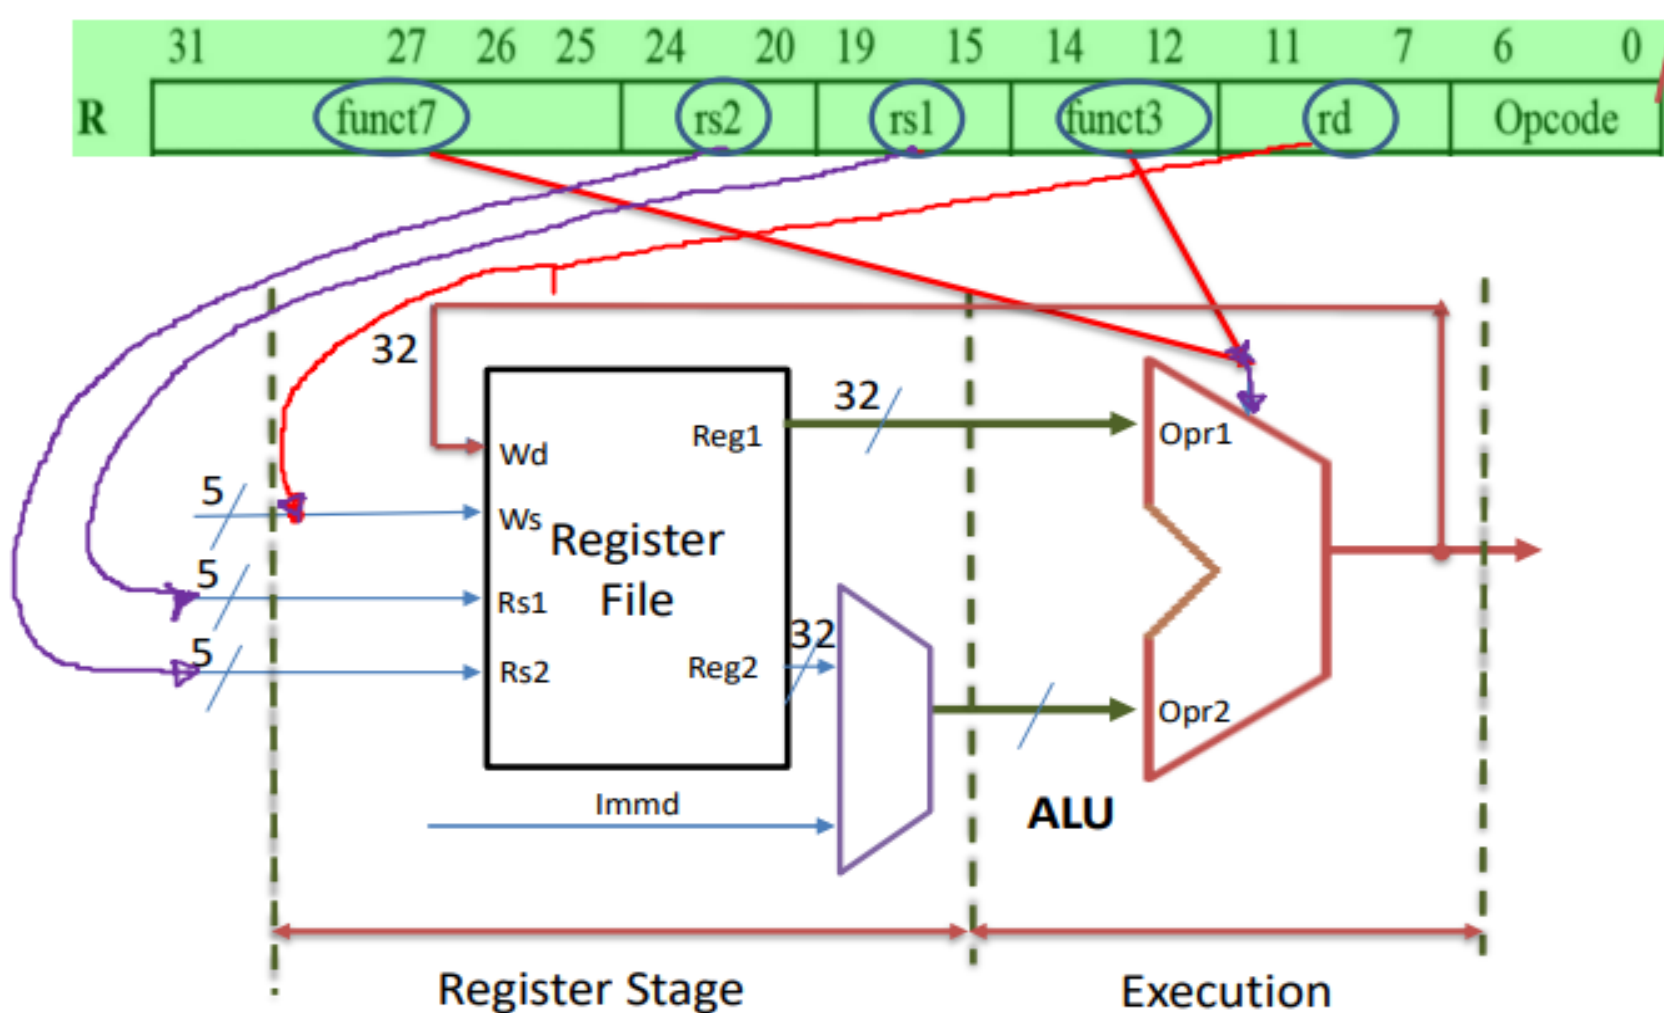 31 27 26 25 24 20 19 15 14 12 11 7 6 0
R funct7 rs2 rs1 funct3 rd Opcode
32
32
Reg1
Opr1
Wd
5
Ws
Register
File
5
Rs1
32
5
Rs2
Reg2
Opr2
Immd
ALU
Register Stage
Execution